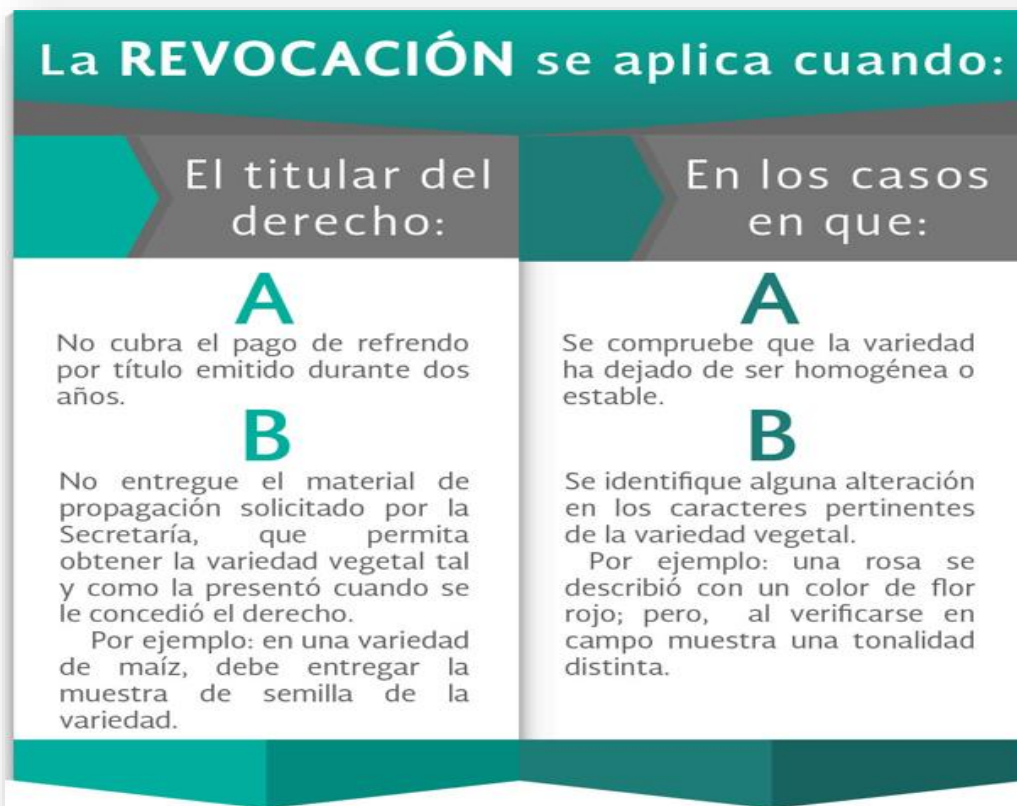 La REVOCACIÓN se aplica cuando:
El titular del
derecho:
A
No cubra el pago de refrendo
por título emitido durante dos
años.
B
No entregue el material de
propagación solicitado por la
Secretaría, que permita
obtener la variedad vegetal tal
y como la presentó cuando se
le concedió el derecho.
Por ejemplo: en una variedad
de maíz, debe entregar la
muestra de semilla de la
variedad.
En los casos
en que:
A
Se compruebe que la variedad
ha dejado de ser homogénea o
estable.
B
Se identifique alguna alteración
en los caracteres pertinentes
de la variedad vegetal.
Por ejemplo: una rosa se
describió con un color de flor
rojo; pero, al verificarse en
campo muestra una tonalidad
distinta.